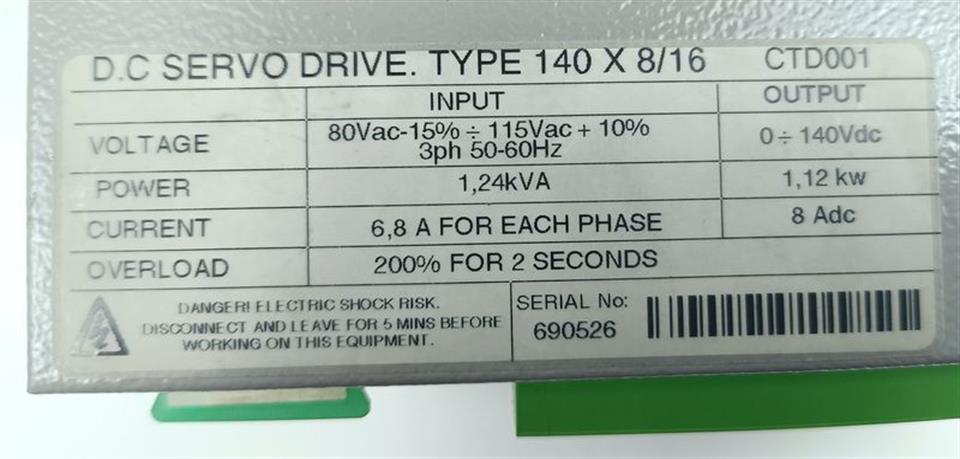 D.C SERVO DRIVE. TYPE 140 X 8/16 CTD001
INPUT OUTPUT
VOLTAGE 80Vac-15% ÷ 115Vac + 10% 0 ÷ 140Vdc
3ph 50-60Hz
POWER 1,24kVA 1,12 kw
CURRENT 6,8 A FOR EACH PHASE 8 Adc
OVERLOAD 200% FOR 2 SECONDS
DANGER! ELECTRIC SHOCK RISK.
DISCONNECT AND LEAVE FOR 5 MINS BEFORE
WORKING ON THIS EQUIPMENT.
SERIAL No:
690526